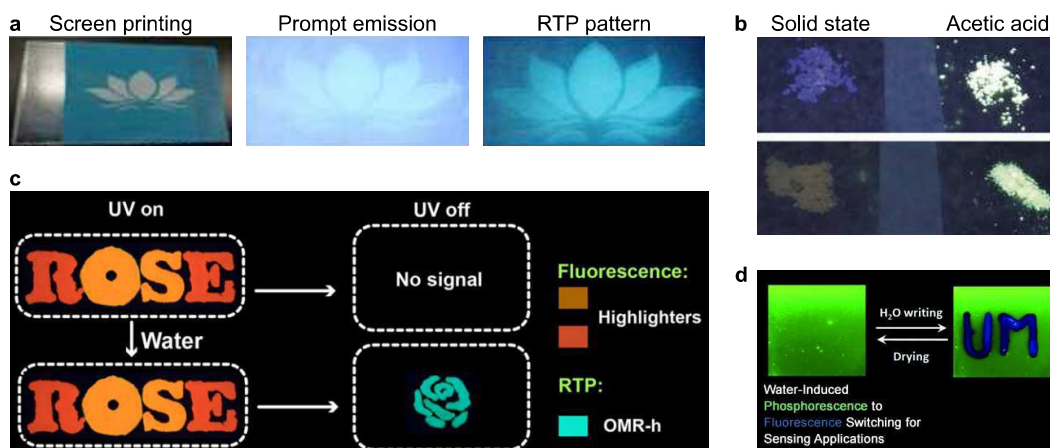 a
Screen printing
Prompt emission
RTP pattern
b
Solid state
Acetic acid
c
UV on
UV off
ROSE
No signal
Water
ROSE
Fluorescence:
Highlighters
RTP:
OMR-h
d
H₂O writing
Drying
UM
Water-Induced
Phosphorescence to
Fluorescence Switching for
Sensing Applications